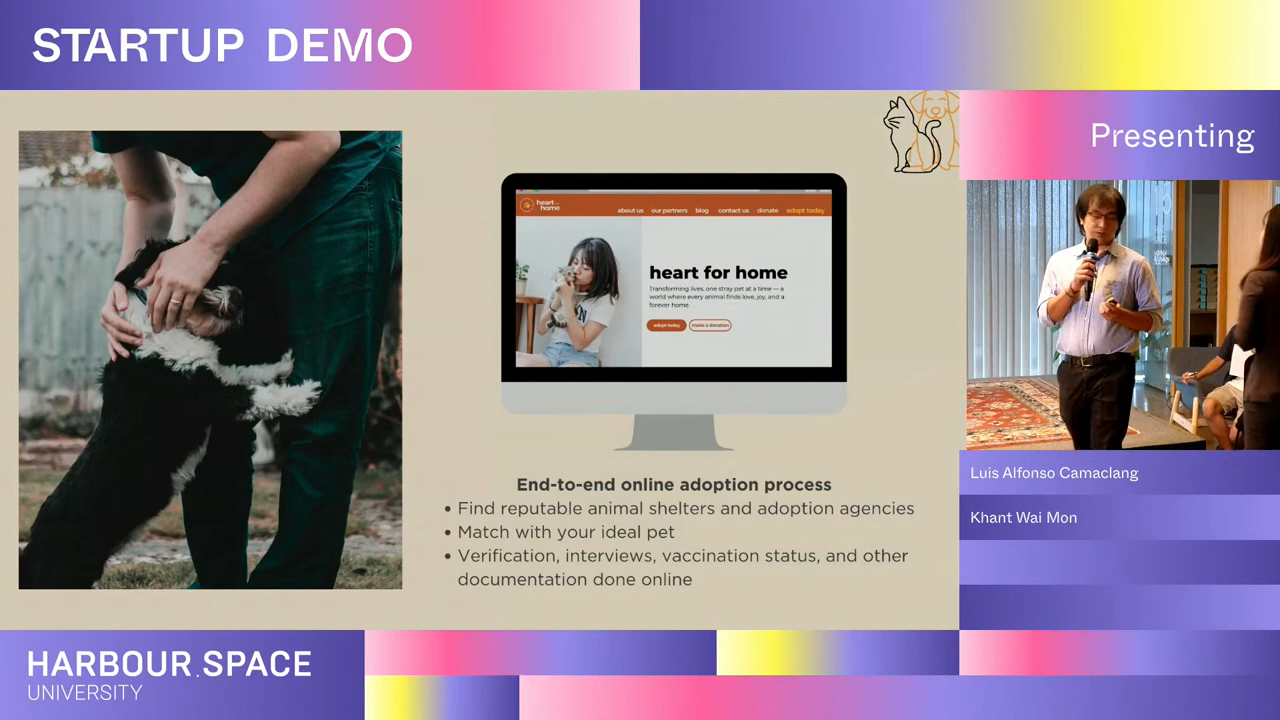 STARTUP DEMO
Presenting
heart for
home
about us our partners blog contact us donate adopt today
heart for home
Transforming lives, one stray pet at a time — a
world where every animal finds love, joy, and a
forever home.
adopt today make a donation
End-to-end online adoption process
• Find reputable animal shelters and adoption agencies
• Match with your ideal pet
• Verification, interviews, vaccination status, and other
documentation done online
Luis Alfonso Camaclang
Khant Wai Mon
HARBOUR.SPACE
UNIVERSITY